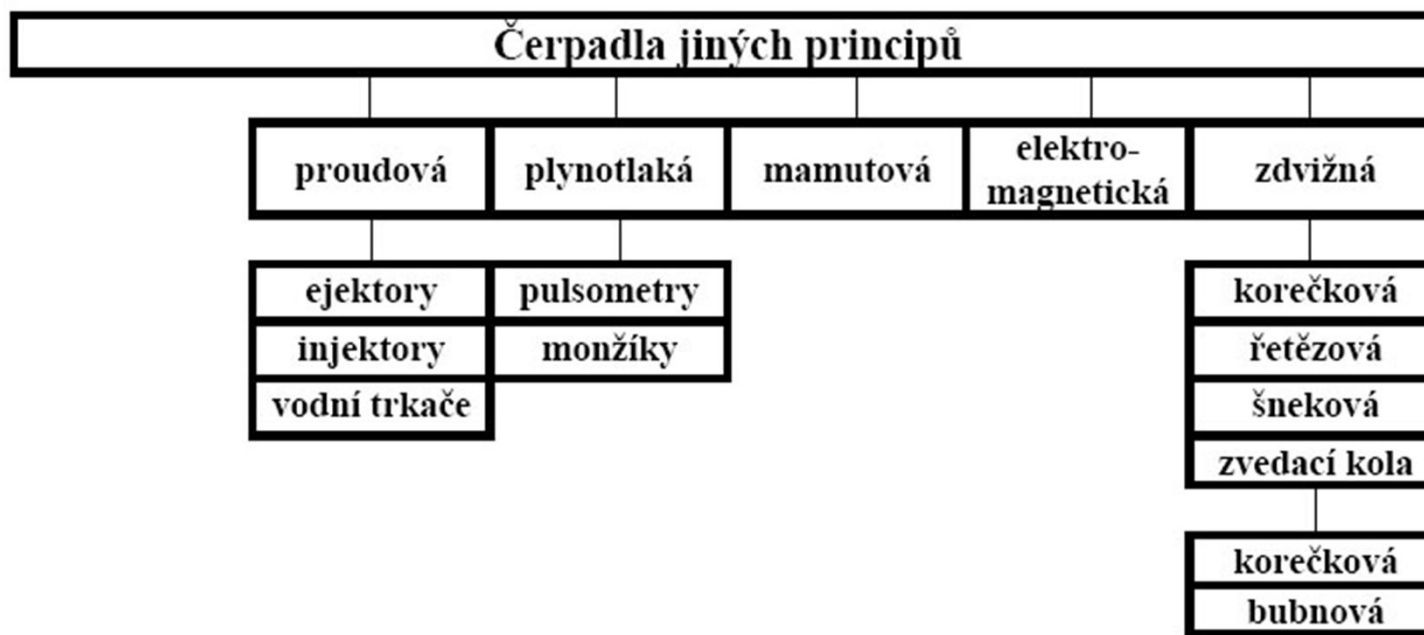 Čerpadla jiných principů
proudová
plynotlaká
mamutová
elektro-
magnetická
zdvižná
ejektory
injektory
vodní trkače
pulsometry
monžíky
korečková
řetězová
šneková
zvedací kola
korečková
bubnová